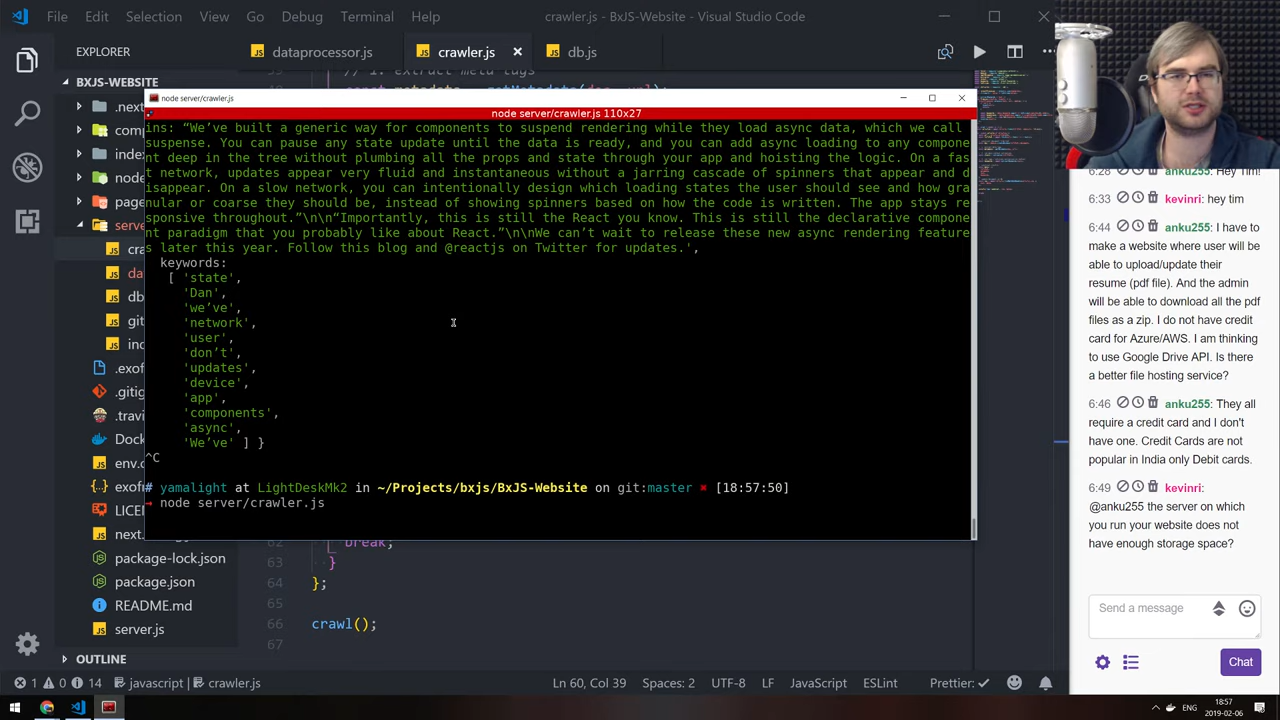 File Edit Selection View Go Debug Terminal Help
crawler.js - BxJS-Website - Visual Studio Code
EXPLORER
JS dataprocessor.js
JS crawler.js
JS db.js
BXJS-WEBSITE
// 1. extract meta tags
node server/crawler.js
node server/crawler.js 110x27
ins: “We’ve built a generic way for components to suspend rendering while they load async data, which we call
suspense. You can pause any state update until the data is ready, and you can add async loading to any compone
nt deep in the tree without plumbing all the props and state through your app and hoisting the logic. On a fas
t network, updates appear very fluid and instantaneous without a jarring cascade of spinners that appear and d
isappear. On a slow network, you can intentionally design which loading states the user should see and how gra
nular or coarse they should be, instead of showing spinners based on how the code is written. The app stays re
sponsive throughout.”\n\n“Importantly, this is still the React you know. This is still the declarative compone
nt paradigm that you probably like about React.”\n\nWe can’t wait to release these new async rendering feature
s later this year. Follow this blog and @reactjs on Twitter for updates.',
keywords:
[ 'state',
'Dan',
'we’ve',
'network',
'user',
'don’t',
'updates',
'device',
'app',
'components',
'async',
'We’ve' ] }
^C
# yamalight at LightDeskMk2 in ~/Projects/bxjs/BxJS-Website on git:master * [18:57:50]
→ node server/crawler.js
.next
com
inde
node
page
serve
JS cra
JS da
JS db
JS git
JS ind
.exof
.gitig
.travi
Dock
env.c
exofr
LICE
next.
package-lock.json
package.json
README.md
JS server.js
OUTLINE
62 break;
63 }
64 };
65
66 crawl();
67
1 0 14 javascript | crawler.js
Ln 60, Col 39 Spaces: 2 UTF-8 LF JavaScript ESLint Prettier: ✓
6:28 anku255: Hey Tim!
6:33 kevinri: hey tim
6:44 anku255: I have to
make a website where user will be
able to upload/update their
resume (pdf file). And the admin
will be able to download all the pdf
files as a zip. I do not have credit
card for Azure/AWS. I am thinking
to use Google Drive API. Is there
a better file hosting service?
6:46 anku255: They all
require a credit card and I don't
have one. Credit Cards are not
popular in India only Debit cards.
6:49 kevinri:
@anku255 the server on which
you run your website does not
have enough storage space?
Send a message
Chat
ENG
18:57
2019-02-06